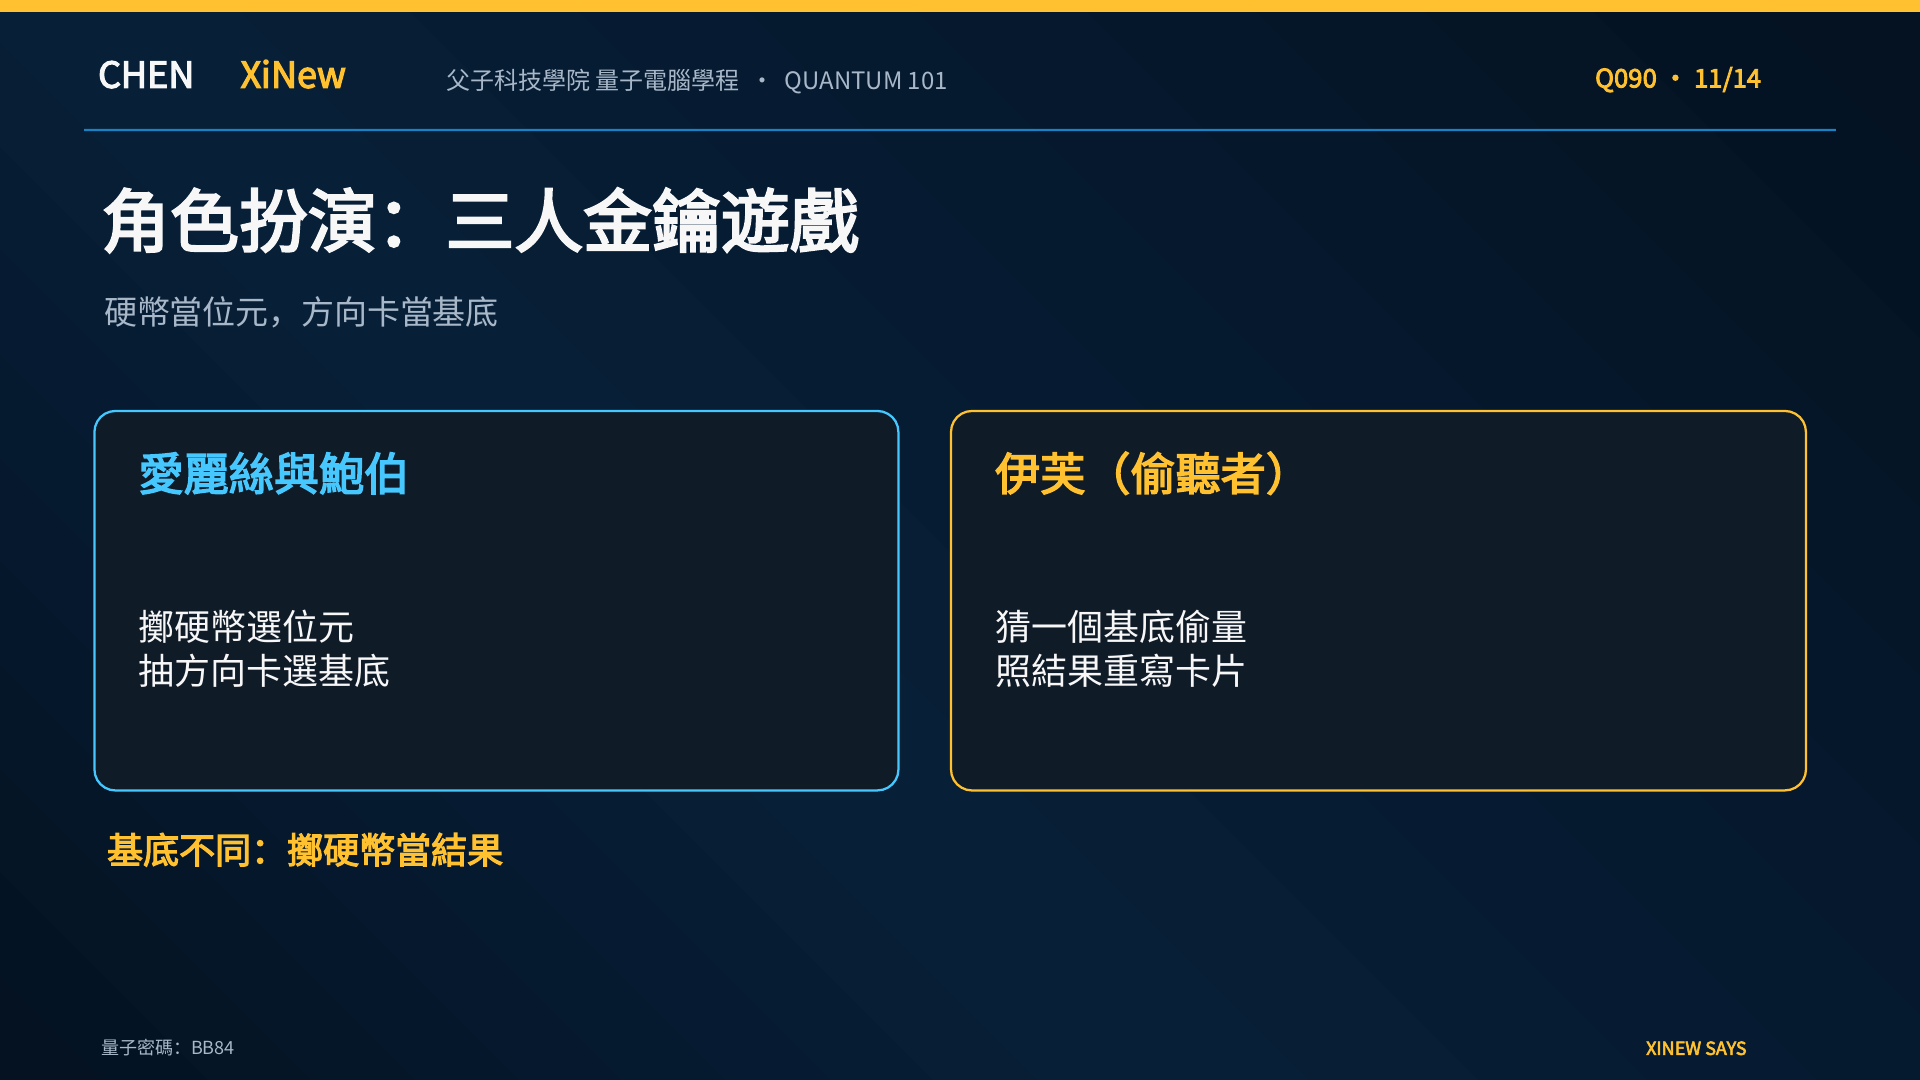 CHEN XiNew 父子科技學院 量子電腦學程 • QUANTUM 101 Q090 • 11/14
角色扮演：三人金鑰遊戲
硬幣當位元，方向卡當基底
愛麗絲與鮑伯
擲硬幣選位元
抽方向卡選基底
伊芙（偷聽者）
猜一個基底偷量
照結果重寫卡片
基底不同：擲硬幣當結果
量子密碼：BB84
XINEW SAYS